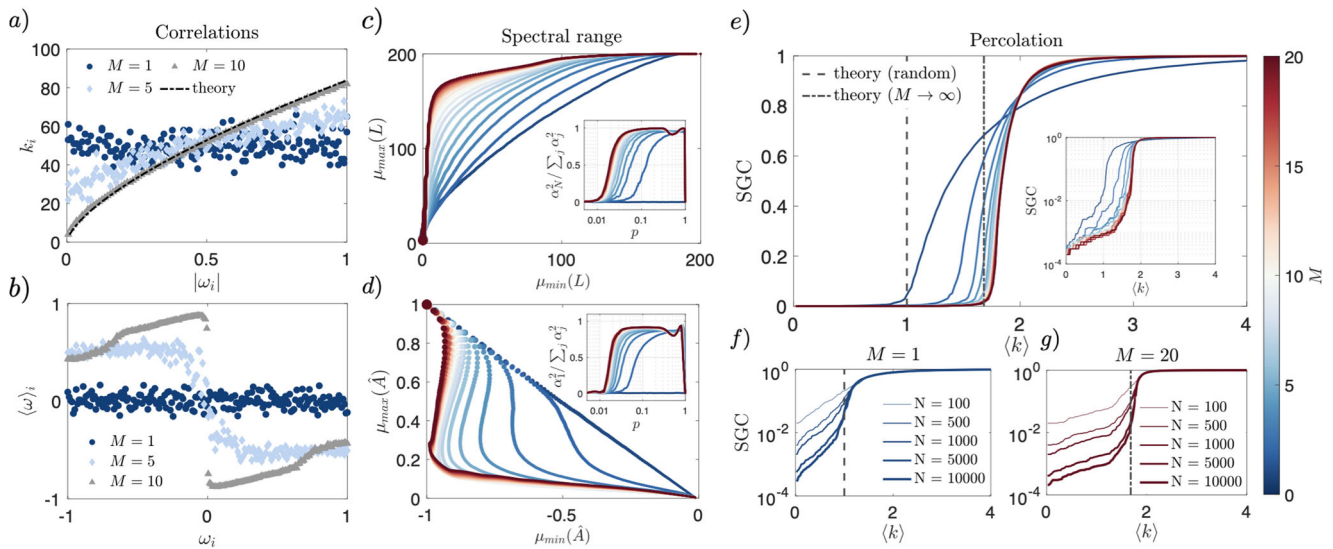 a)
Correlations
100
80
60
40
20
0
k_i
M = 1
M = 10
M = 5
theory
0
0.5
1
|ω_i|
b)
1
0
-1
⟨ω⟩_i
M = 1
M = 5
M = 10
-1
0
1
ω_i
c)
Spectral range
200
100
0
μ_max(L)
0
100
200
μ_min(L)
α_N^2/ ∑_j α_j^2
1
0.5
0
0.01
0.1
1
p
d)
1
0.8
0.6
0.4
0.2
0
μ_max(Â)
-1
-0.5
0
μ_min(Â)
α_1^2/ ∑_j α_j^2
1
0.5
0
0.01
0.1
1
p
e)
Percolation
1
0.8
0.6
0.4
0.2
0
SGC
theory (random)
theory (M → ∞)
0
1
2
3
4
⟨k⟩
SGC
10^0
10^-2
10^-4
0
1
2
3
4
⟨k⟩
20
15
10
5
0
M
f)
M = 1
SGC
10^0
10^-2
10^-4
N = 100
N = 500
N = 1000
N = 5000
N = 10000
0
2
4
⟨k⟩
g)
M = 20
10^0
10^-2
10^-4
N = 100
N = 500
N = 1000
N = 5000
N = 10000
0
2
4
⟨k⟩